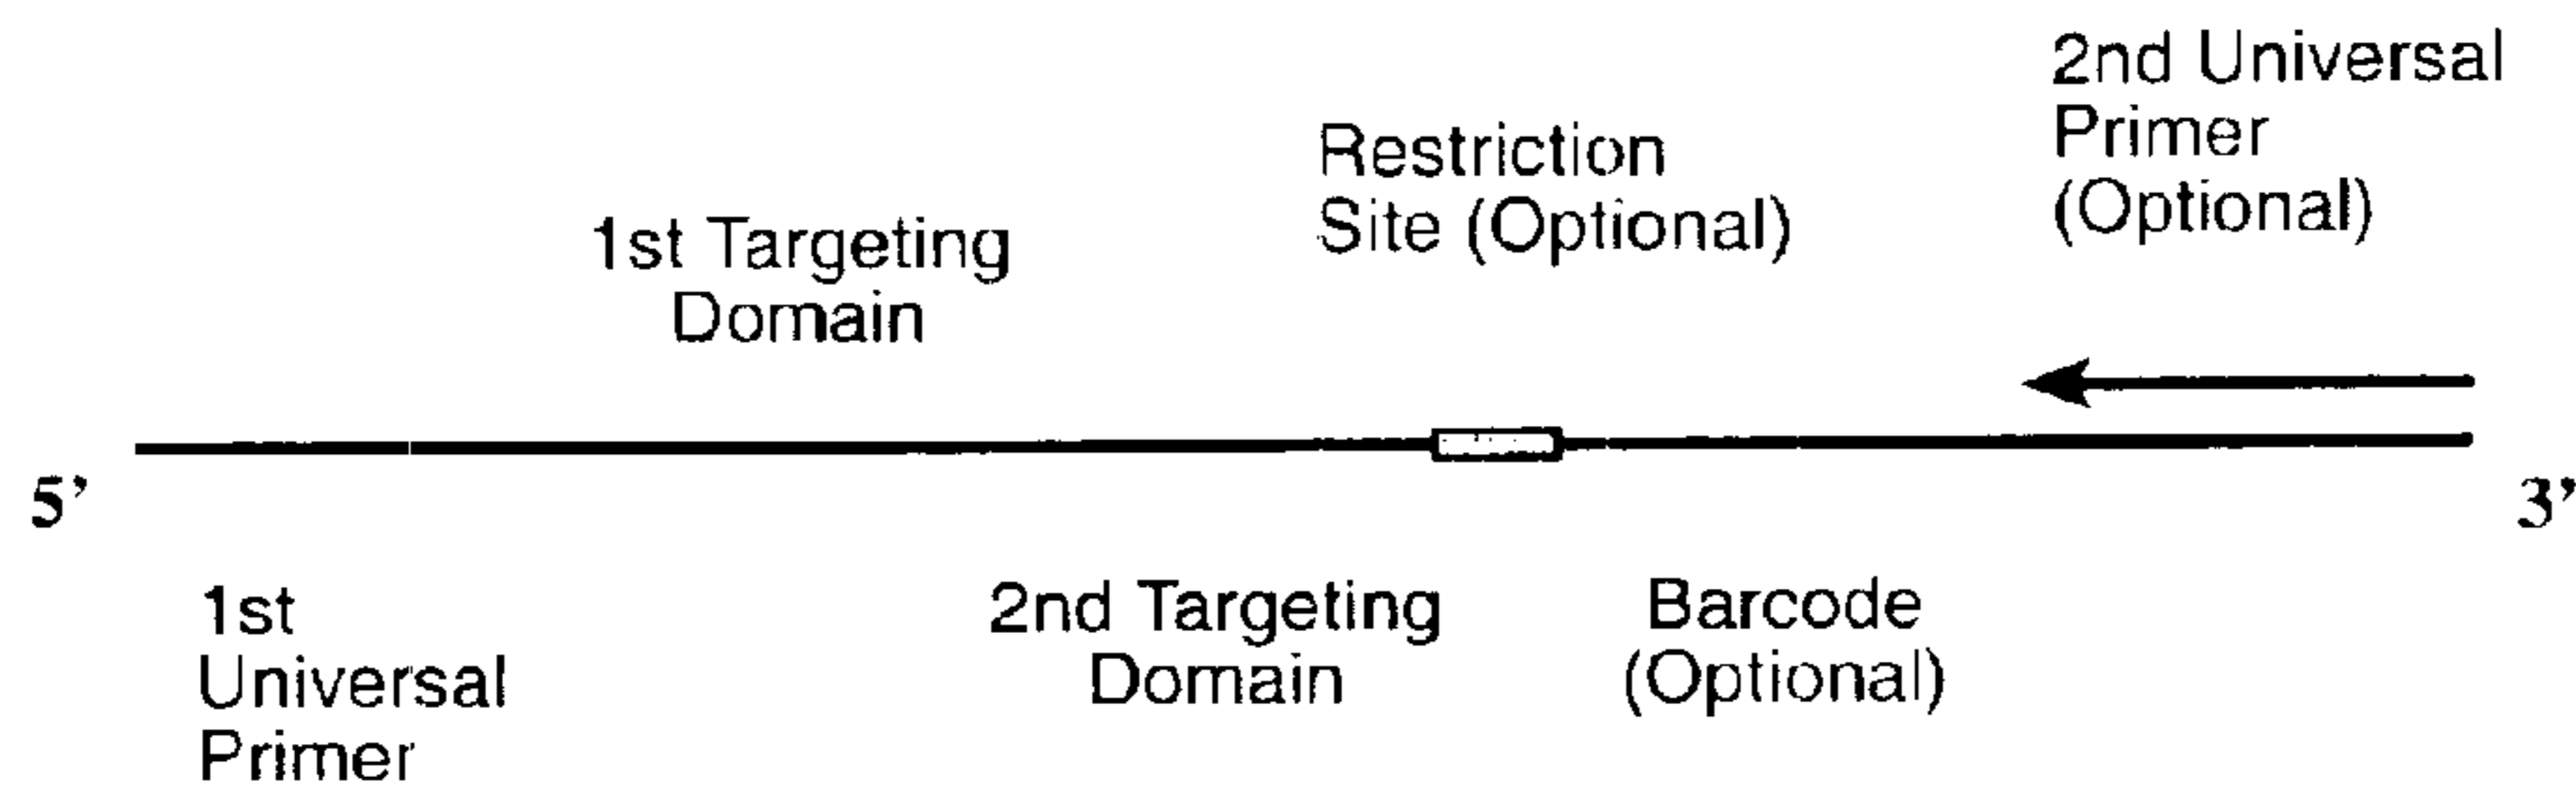 2nd Universal
Primer
(Optional)
Restriction
Site (Optional)
1st Targeting
Domain
5’
3’
1st
Universal
Primer
2nd Targeting
Domain
Barcode
(Optional)